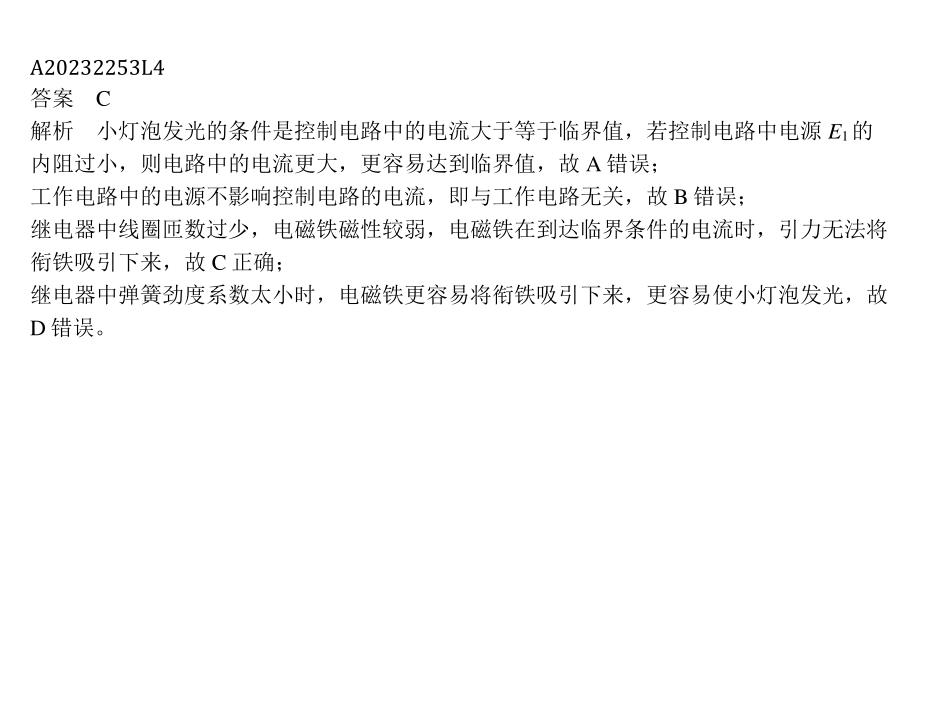 A20232253L4
答案　C
解析　小灯泡发光的条件是控制电路中的电流大于等于临界值，若控制电路中电源 E₁的
内阻过小，则电路中的电流更大，更容易达到临界值，故 A 错误；
工作电路中的电源不影响控制电路的电流，即与工作电路无关，故 B 错误；
继电器中线圈匝数过少，电磁铁磁性较弱，电磁铁在到达临界条件的电流时，引力无法将
衔铁吸引下来，故 C 正确；
继电器中弹簧劲度系数太小时，电磁铁更容易将衔铁吸引下来，更容易使小灯泡发光，故
D 错误。